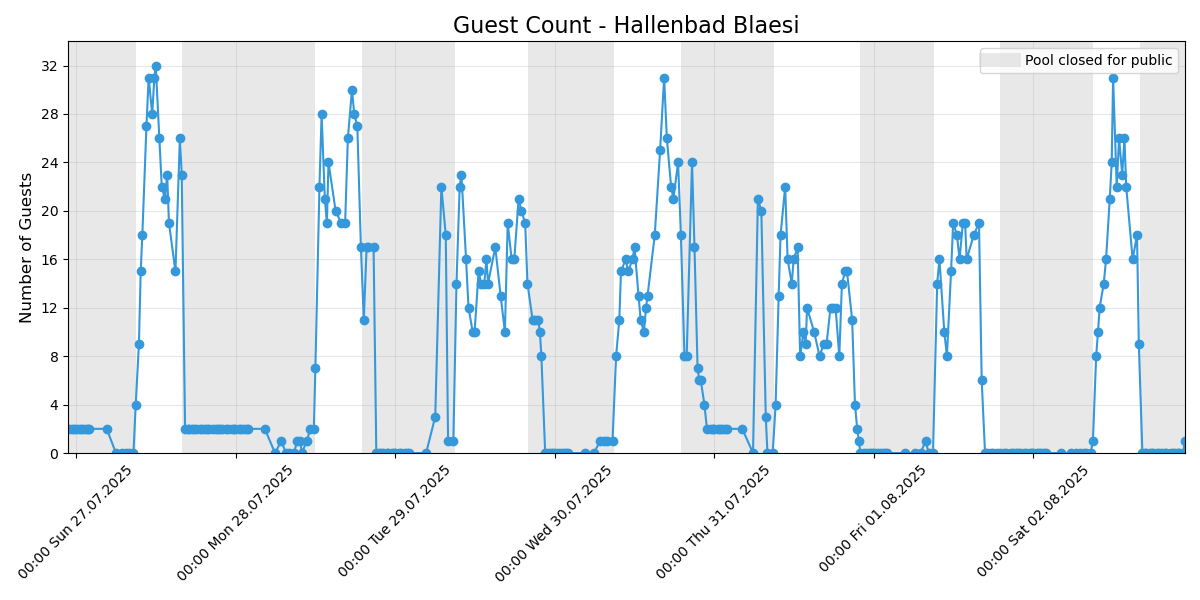 Guest Count - Hallenbad Blaesi
Pool closed for public
Number of Guests
32
28
24
20
16
12
8
4
0
00:00 Sun 27.07.2025
00:00 Mon 28.07.2025
00:00 Tue 29.07.2025
00:00 Wed 30.07.2025
00:00 Thu 31.07.2025
00:00 Fri 01.08.2025
00:00 Sat 02.08.2025